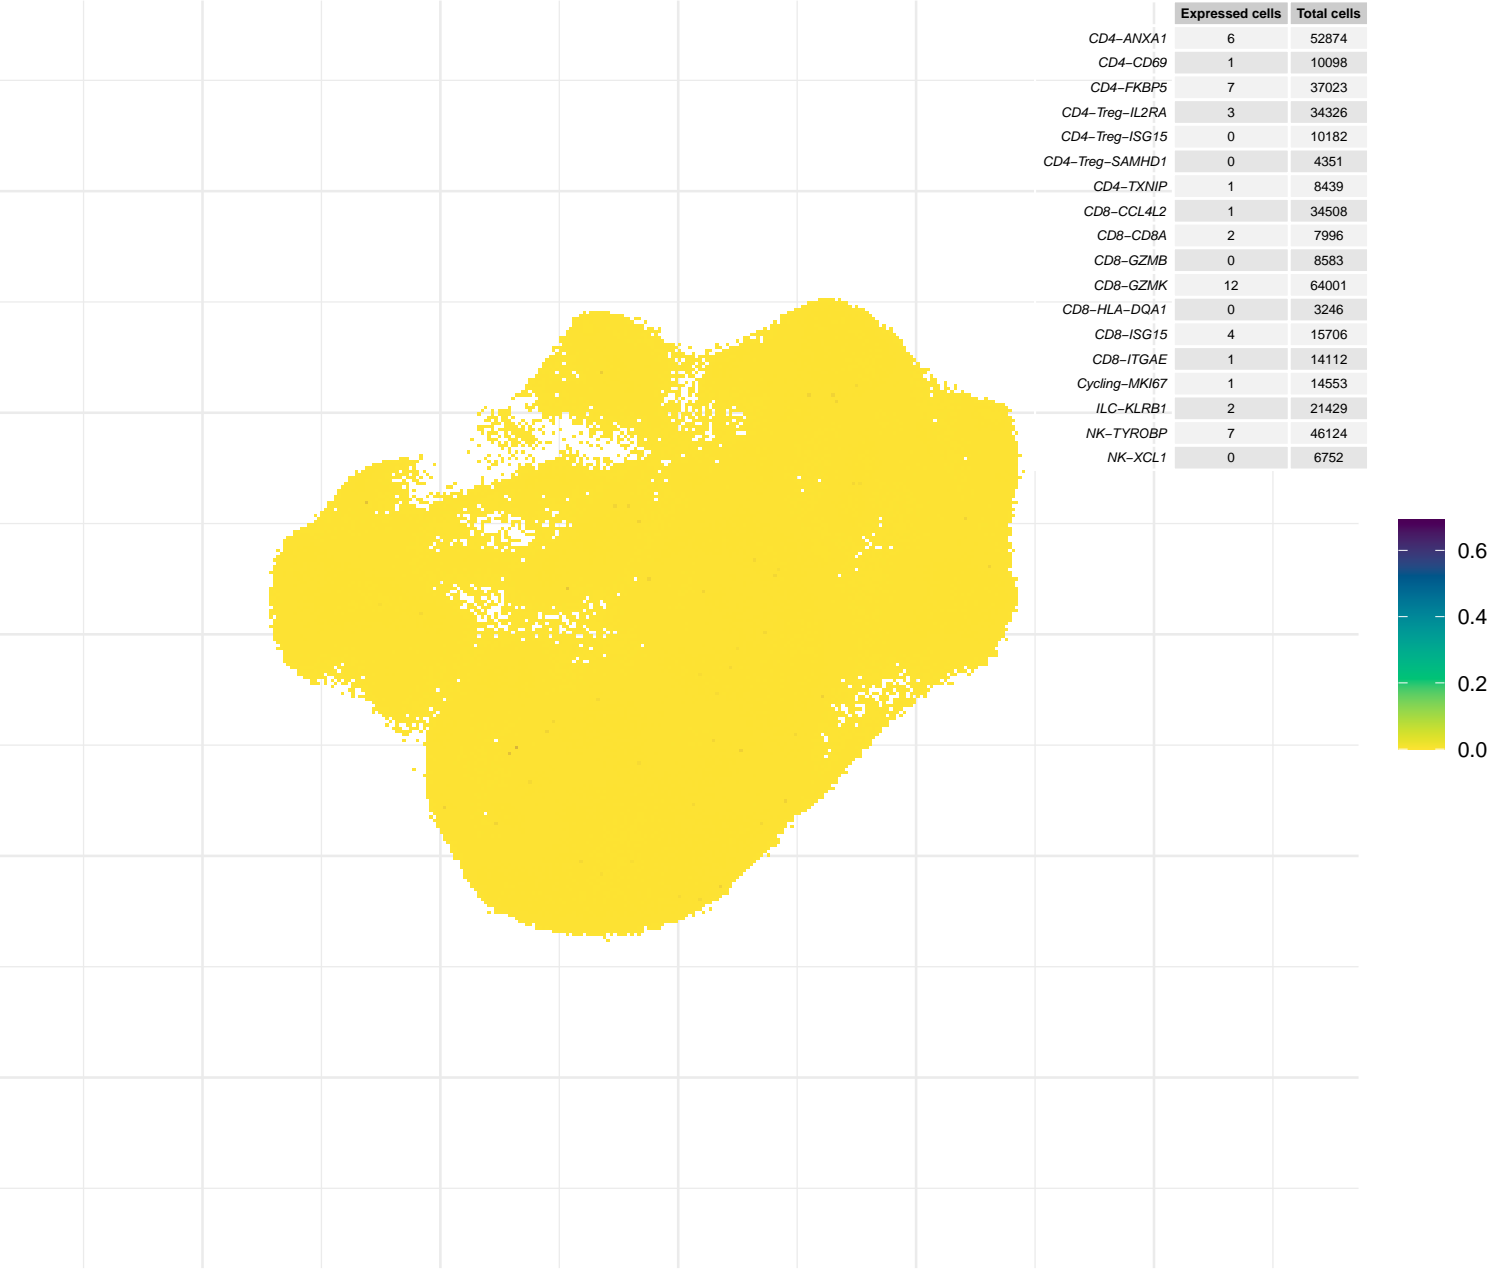 Expressed cells Total cells
CD4−ANXA1 6 52874
CD4−CD69 1 10098
CD4−FKBP5 7 37023
CD4−Treg−IL2RA 3 34326
CD4−Treg−ISG15 0 10182
CD4−Treg−SAMHD1 0 4351
CD4−TXNIP 1 8439
CD8−CCL4L2 1 34508
CD8−CD8A 2 7996
CD8−GZMB 0 8583
CD8−GZMK 12 64001
CD8−HLA−DQA1 0 3246
CD8−ISG15 4 15706
CD8−ITGAE 1 14112
Cycling−MKI67 1 14553
ILC−KLRB1 2 21429
NK−TYROBP 7 46124
NK−XCL1 0 6752
0.6
0.4
0.2
0.0